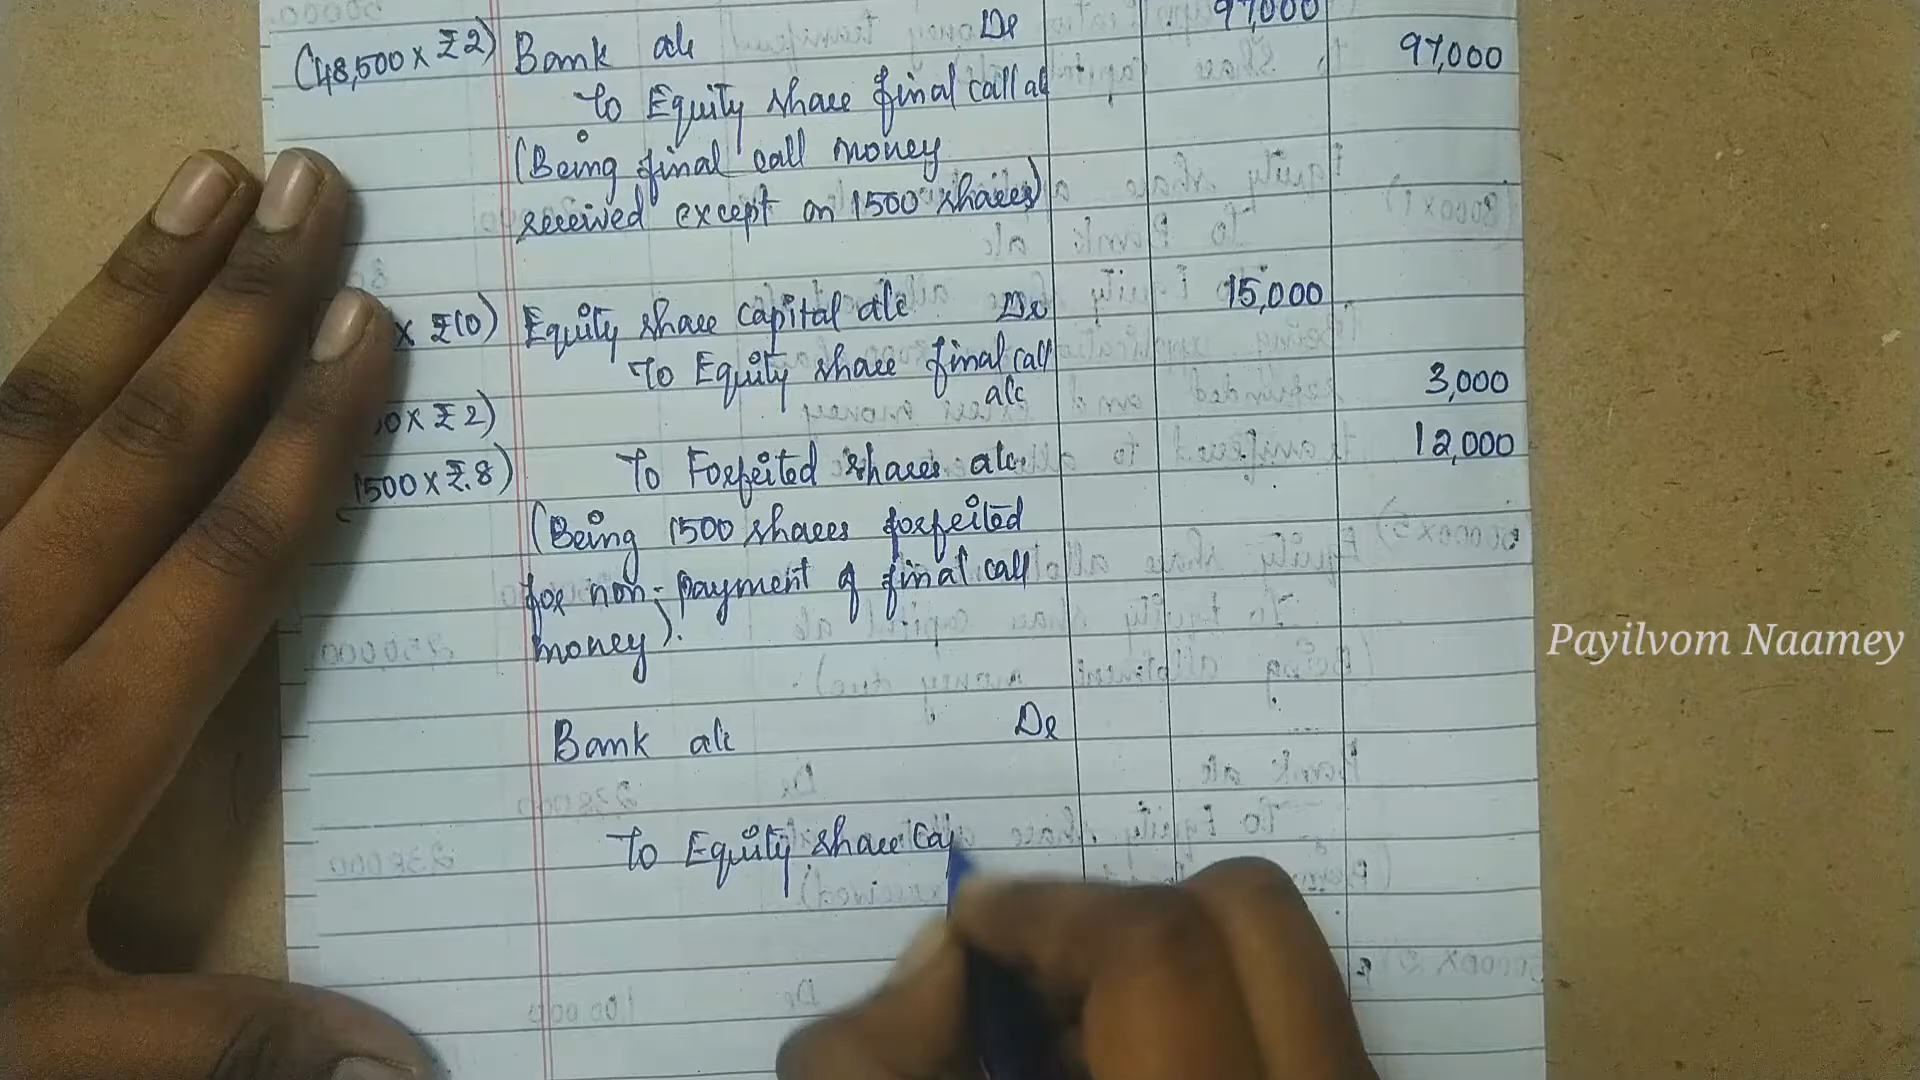 97,000
(48,500 x ₹2) Bank a/c Dr 97,000
To Equity share final call a/c
(Being final call money
received except on 1500 shares)
x ₹10) Equity share capital a/c Dr 15,000
To Equity share final call
a/c 3,000
0 x ₹2)
(1500 x ₹.8) To Forfeited shares a/c. 12,000
(Being 1500 shares forfeited
for non-payment of final call
money).
Payilvom Naamey
Bank a/c Dr
To Equity share Cap